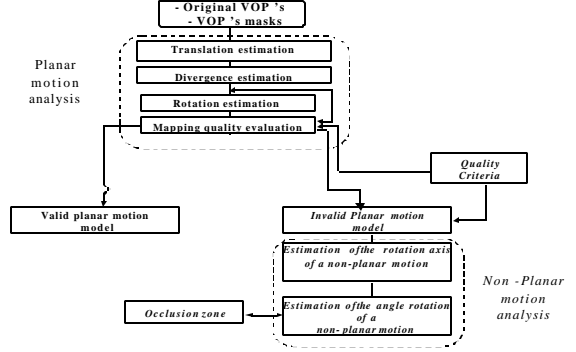 - Original VOP 's
- VOP 's masks
Planar
motion
analysis
Translation estimation
Divergence estimation
Rotation estimation
Mapping quality evaluation
Quality
Criteria
Valid planar motion
model
Invalid Planar motion
model
Estimation ofthe rotation axis
of a non-planar motion
Non -Planar
motion
analysis
Occlusion zone
Estimation ofthe angle rotation
of a
non- planar motion